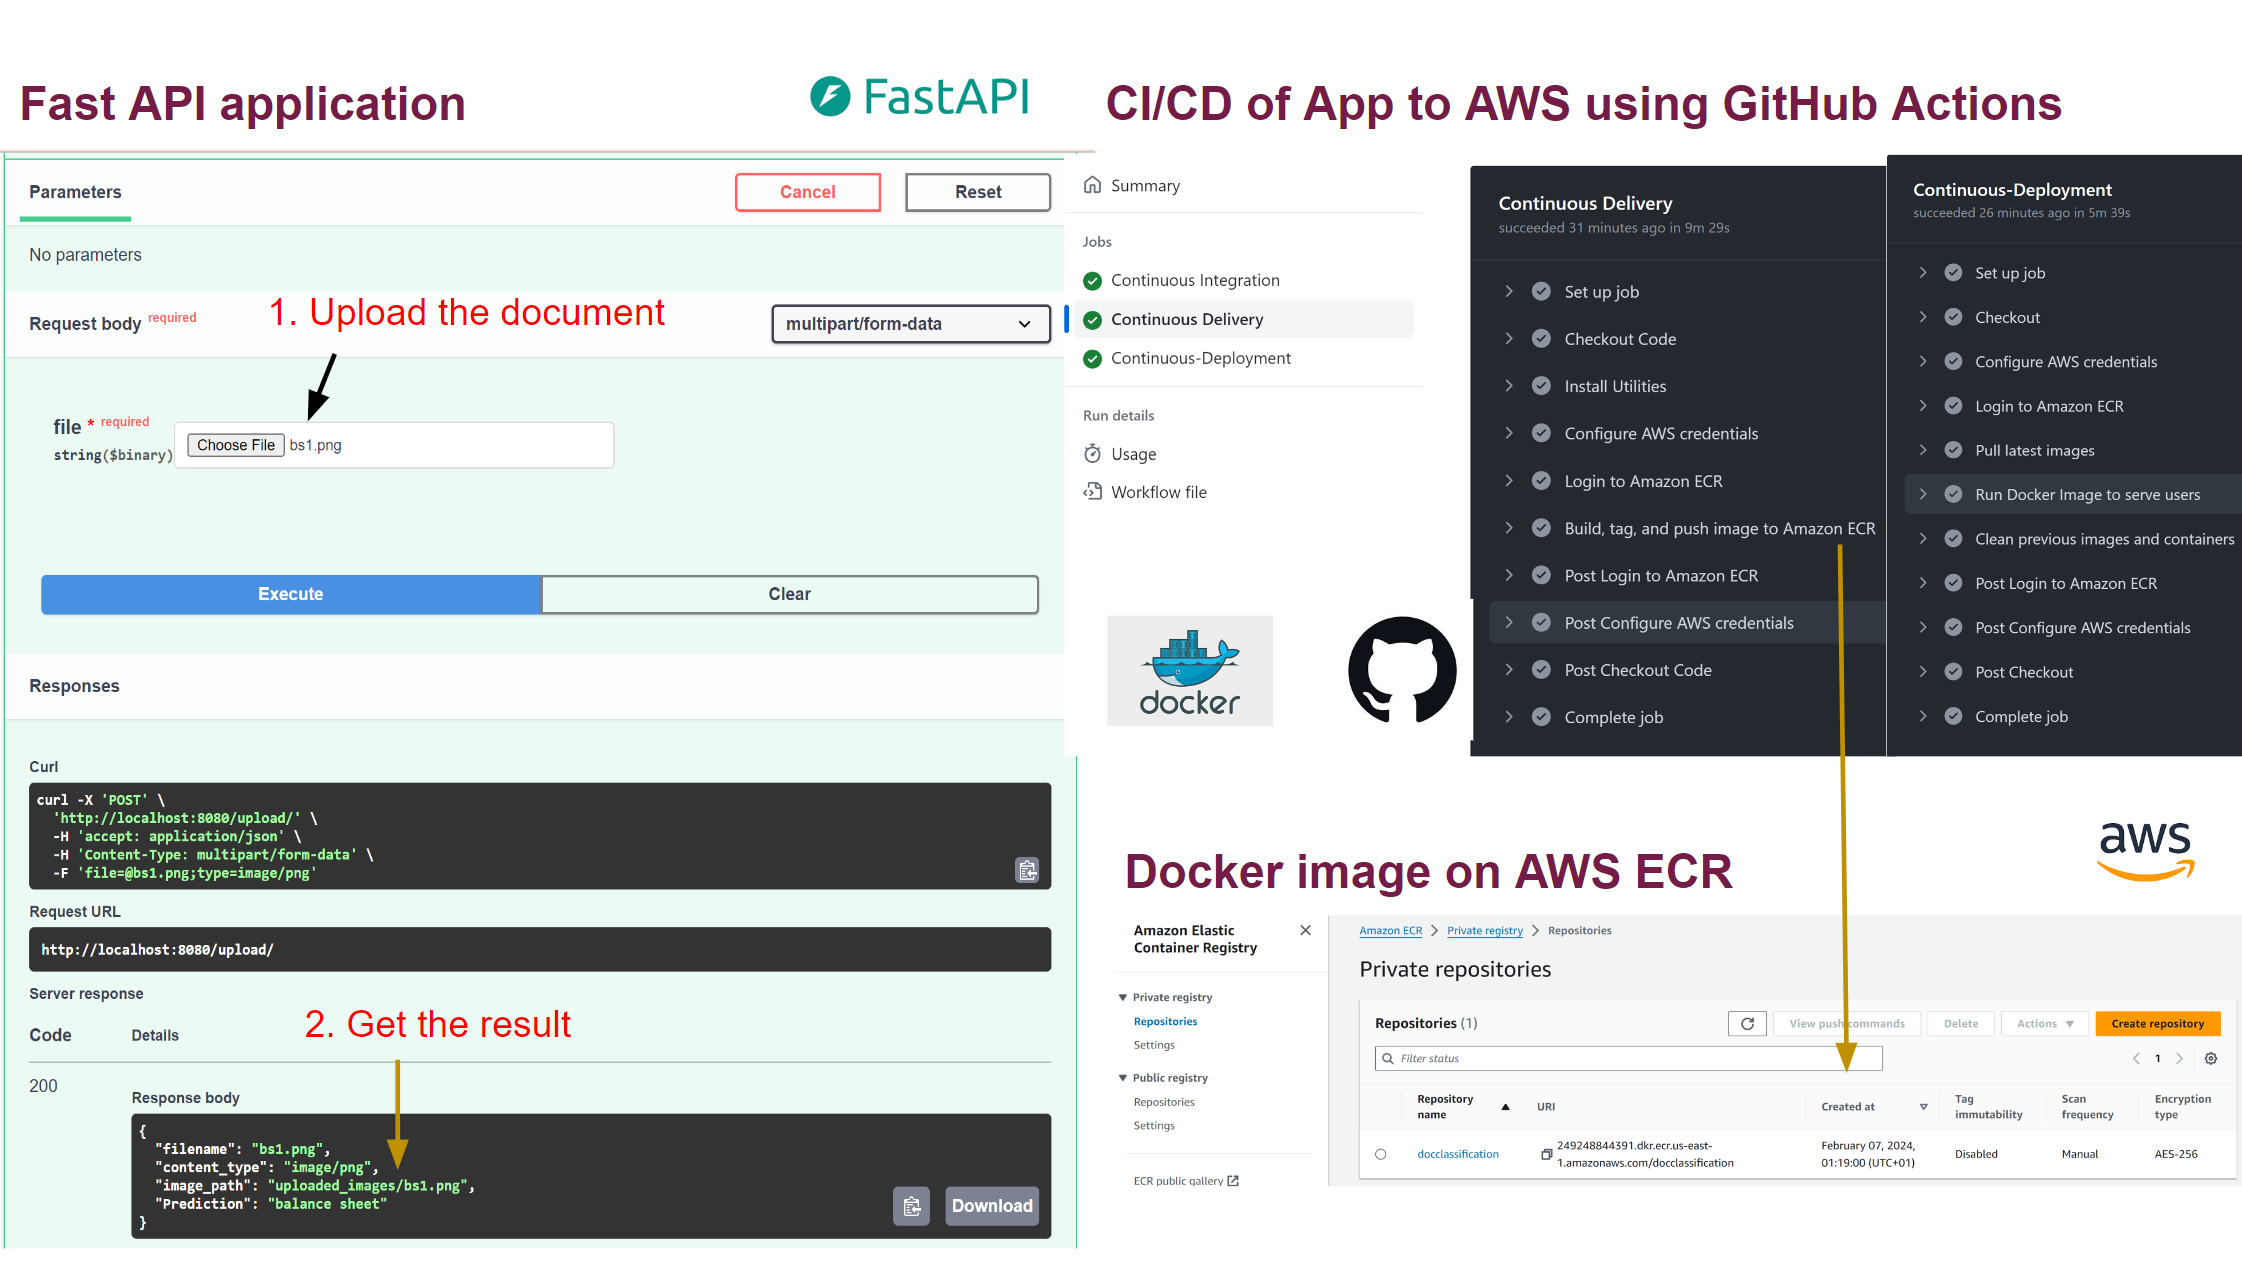 Fast API application
FastAPI
Parameters
Cancel
Reset
No parameters
1. Upload the document
Request body required
multipart/form-data
file * required
string($binary)
Choose File bs1.png
Execute
Clear
Responses
Curl
curl -X 'POST' \
'http://localhost:8080/upload/' \
-H 'accept: application/json' \
-H 'Content-Type: multipart/form-data' \
-F 'file=@bs1.png;type=image/png'
Request URL
http://localhost:8080/upload/
Server response
2. Get the result
Code
Details
200
Response body
{
"filename": "bs1.png",
"content_type": "image/png",
"image_path": "uploaded_images/bs1.png",
"Prediction": "balance sheet"
}
Download
CI/CD of App to AWS using GitHub Actions
Summary
Jobs
Continuous Integration
Continuous Delivery
Continuous-Deployment
Run details
Usage
Workflow file
docker
Continuous Delivery
succeeded 31 minutes ago in 9m 29s
Set up job
Checkout Code
Install Utilities
Configure AWS credentials
Login to Amazon ECR
Build, tag, and push image to Amazon ECR
Post Login to Amazon ECR
Post Configure AWS credentials
Post Checkout Code
Complete job
Continuous-Deployment
succeeded 26 minutes ago in 5m 39s
Set up job
Checkout
Configure AWS credentials
Login to Amazon ECR
Pull latest images
Run Docker Image to serve users
Clean previous images and containers
Post Login to Amazon ECR
Post Configure AWS credentials
Post Checkout
Complete job
aws
Docker image on AWS ECR
Amazon Elastic
Container Registry
Private registry
Repositories
Settings
Public registry
Repositories
Settings
ECR public gallery
Amazon ECR > Private registry > Repositories
Private repositories
Repositories (1)
View push commands
Delete
Actions
Create repository
Filter status
1
Repository
name
URI
Created at
Tag
immutability
Scan
frequency
Encryption
type
docclassification
249248844391.dkr.ecr.us-east-
1.amazonaws.com/docclassification
February 07, 2024,
01:19:00 (UTC+01)
Disabled
Manual
AES-256